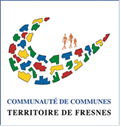 COMMUNAUTÉ DE COMMUNES
TERRITOIRE DE FRESNES